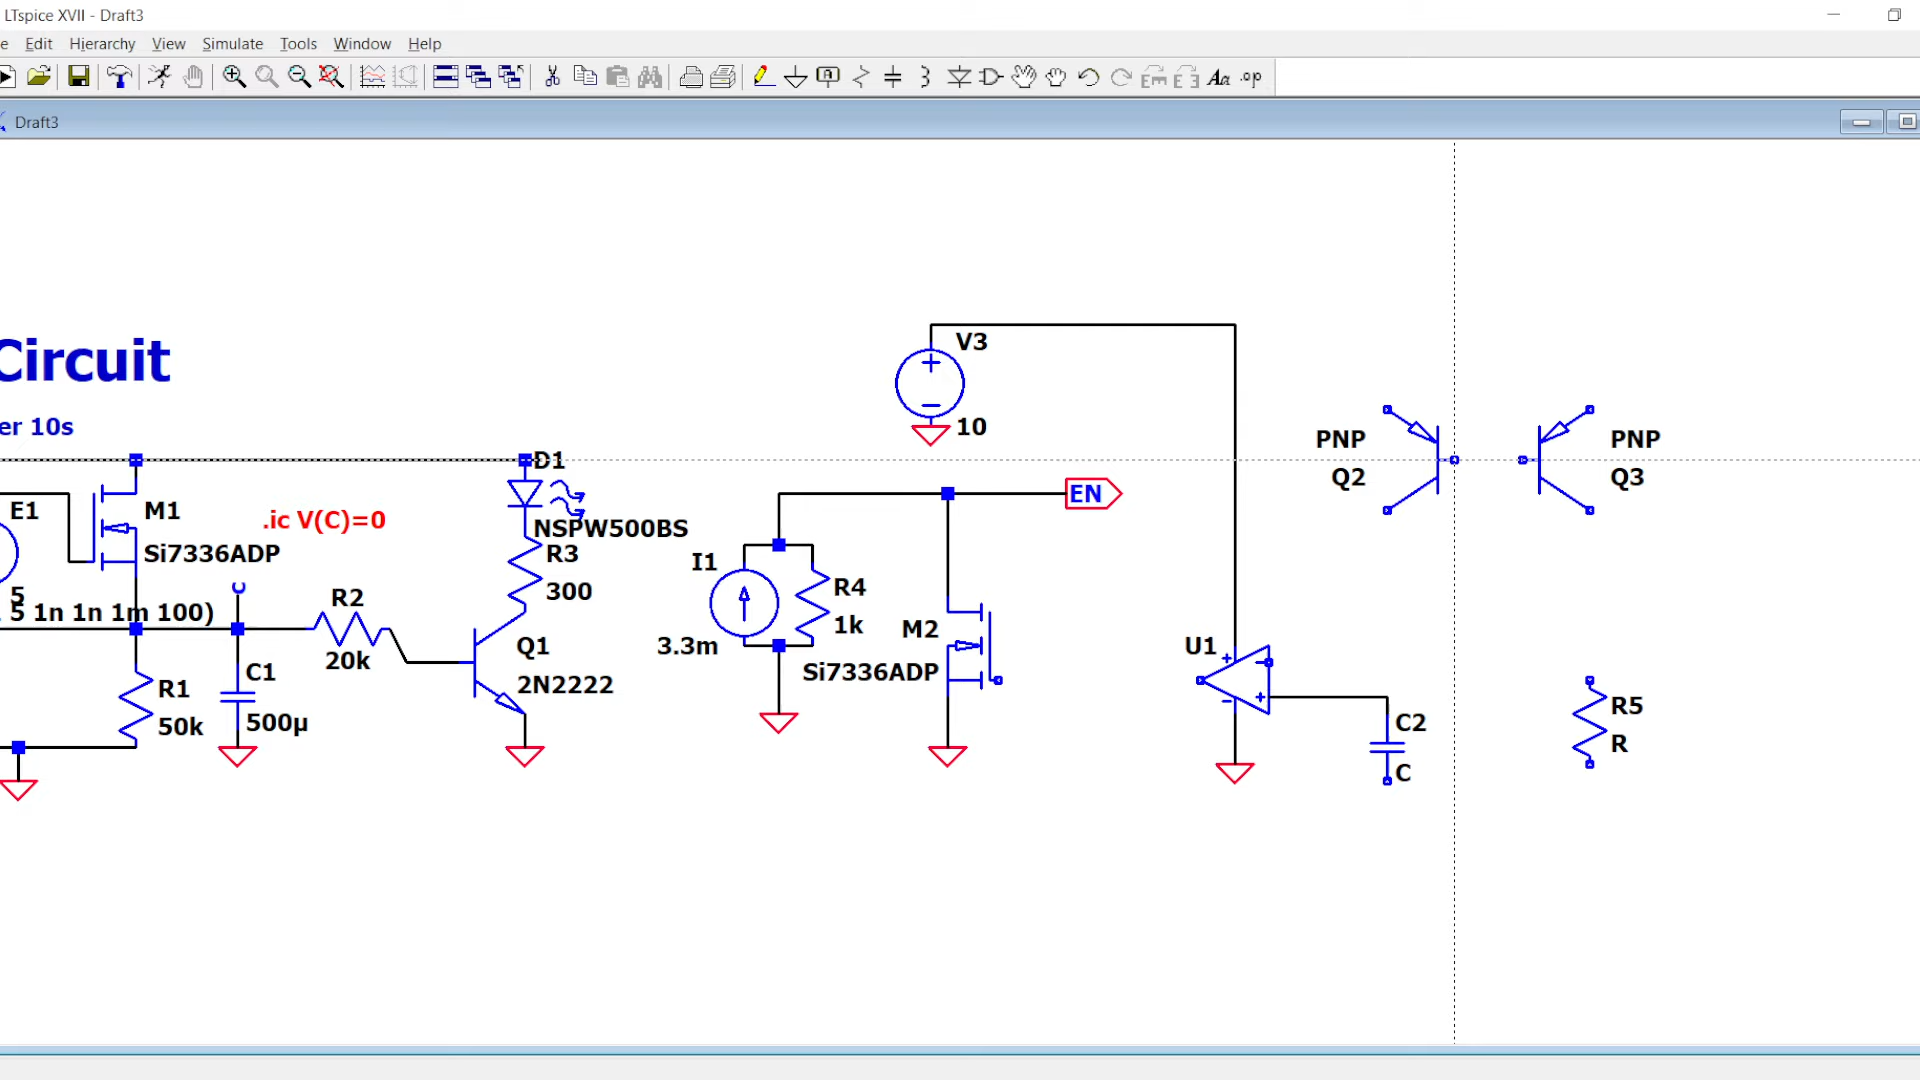 LTspice XVII - Draft3
e Edit Hierarchy View Simulate Tools Window Help
Aa .op
Draft3
Circuit
er 10s
V3
10
PNP
Q2
PNP
Q3
D1
NSPW500BS
EN
E1
5
M1
Si7336ADP
.ic V(C)=0
5 1n 1n 1m 100)
C
R2
20k
R3
300
I1
3.3m
R4
1k
M2
Si7336ADP
Q1
2N2222
U1
R1
50k
C1
500µ
C2
C
R5
R